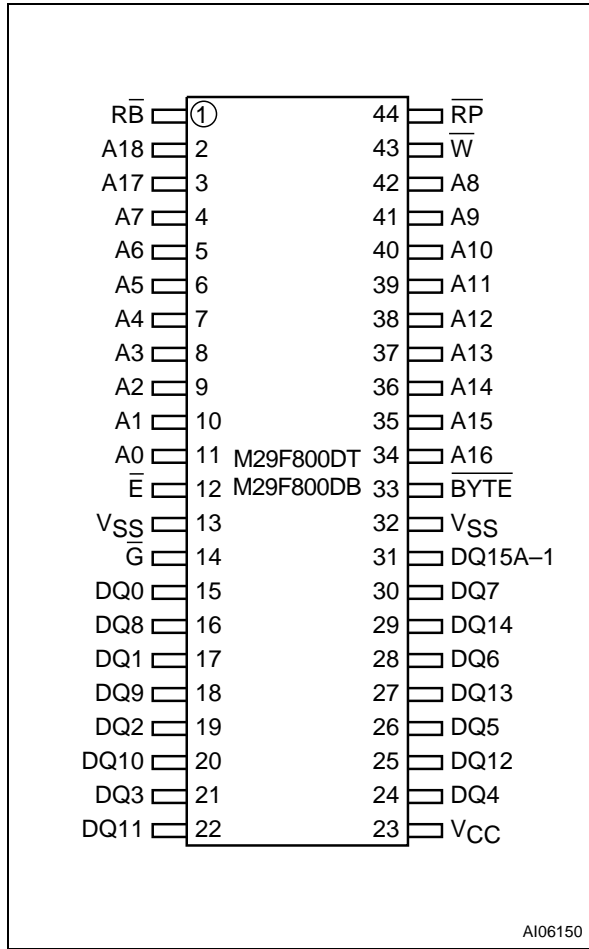 RB̅ 1 44 R̅P̅
A18 2 43 W̅
A17 3 42 A8
A7 4 41 A9
A6 5 40 A10
A5 6 39 A11
A4 7 38 A12
A3 8 37 A13
A2 9 36 A14
A1 10 35 A15
A0 11 M29F800DT 34 A16
E̅ 12 M29F800DB 33 B̅Y̅T̅E̅
VSS 13 32 VSS
G̅ 14 31 DQ15A–1
DQ0 15 30 DQ7
DQ8 16 29 DQ14
DQ1 17 28 DQ6
DQ9 18 27 DQ13
DQ2 19 26 DQ5
DQ10 20 25 DQ12
DQ3 21 24 DQ4
DQ11 22 23 VCC
AI06150